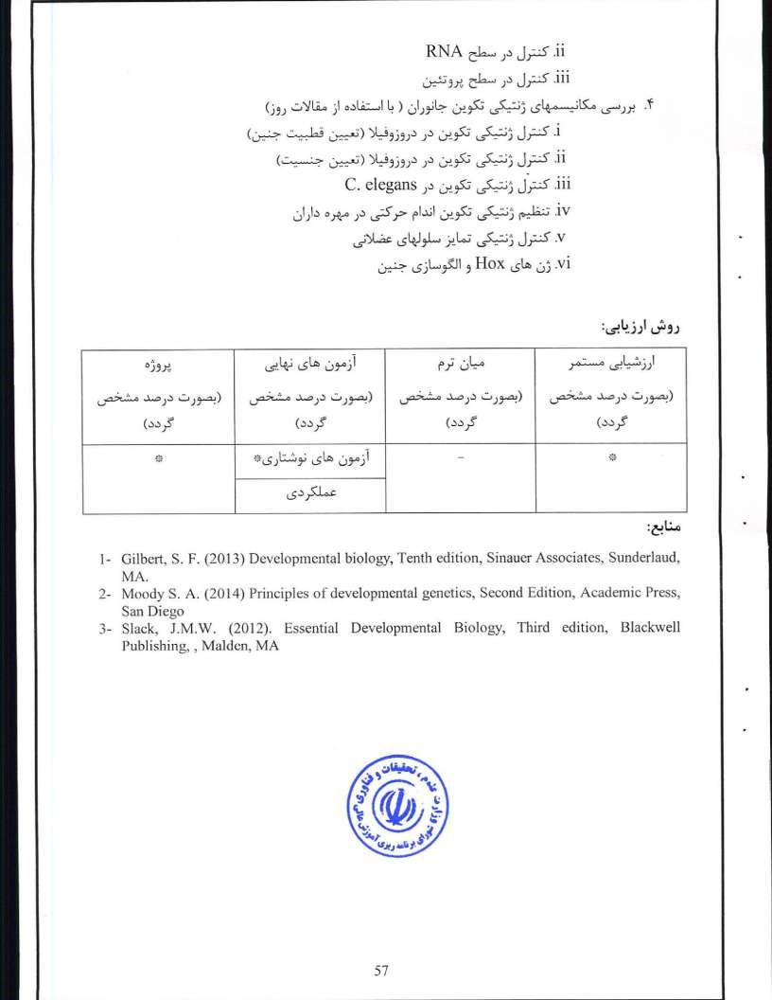 ii. کنترل در سطح RNA
iii. کنترل در سطح پروتئین
۴. بررسی مکانیسمهای ژنتیکی تکوین جانوران ( با استفاده از مقالات روز)
i. کنترل ژنتیکی تکوین در دروزوفیلا (تعیین قطبیت جنین)
ii. کنترل ژنتیکی تکوین در دروزوفیلا (تعیین جنسیت)
iii. کنترل ژنتیکی تکوین در C. elegans
iv. تنظیم ژنتیکی تکوین اندام حرکتی در مهره داران
v. کنترل ژنتیکی تمایز سلولهای عضلانی
vi. ژن های Hox و الگوسازی جنین
روش ارزیابی:
ارزشیابی مستمر میان ترم آزمون های نهایی پروژه
(بصورت درصد مشخص (بصورت درصد مشخص (بصورت درصد مشخص (بصورت درصد مشخص
گردد) گردد) گردد) گردد)
* - آزمون های نوشتاری* *
عملکردی
منابع:
1- Gilbert, S. F. (2013) Developmental biology, Tenth edition, Sinauer Associates, Sunderlaud,
MA.
2- Moody S. A. (2014) Principles of developmental genetics, Second Edition, Academic Press,
San Diego
3- Slack, J.M.W. (2012). Essential Developmental Biology, Third edition, Blackwell
Publishing, , Malden, MA
وزارت علوم، تحقیقات و فناوری
شورای برنامه ریزی آموزش عالی
57